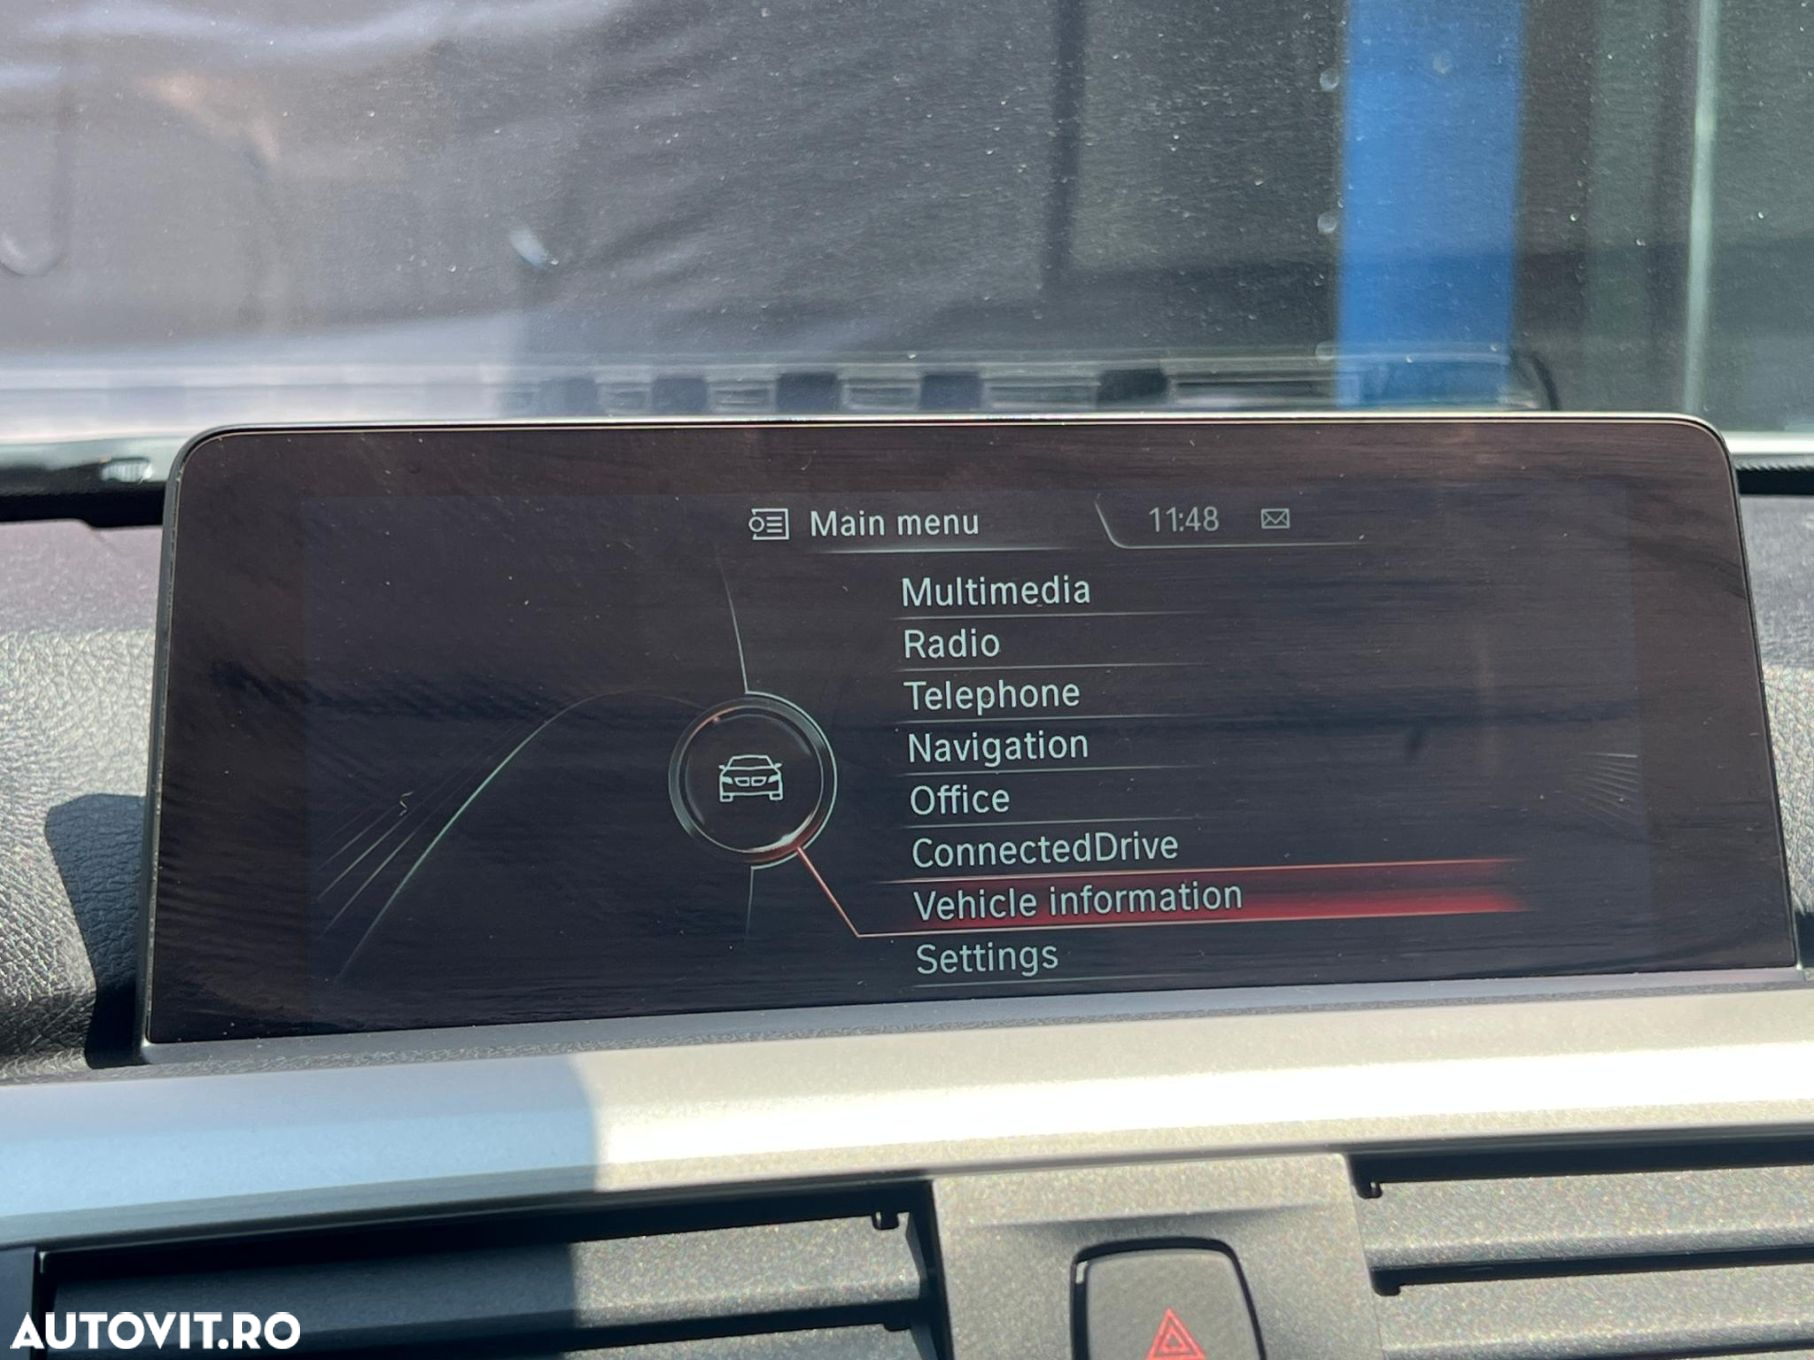 Main menu
11:48
Multimedia
Radio
Telephone
Navigation
Office
ConnectedDrive
Vehicle information
Settings
AUTOVIT.RO